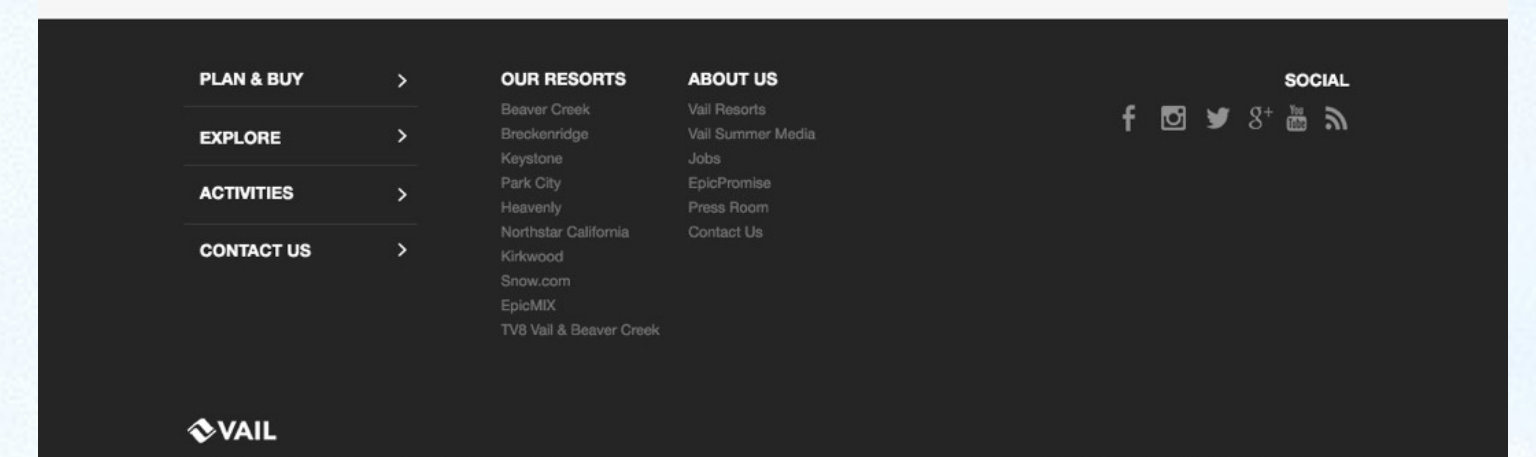 PLAN & BUY
EXPLORE
ACTIVITIES
CONTACT US
OUR RESORTS
Beaver Creek
Breckenridge
Keystone
Park City
Heavenly
Northstar California
Kirkwood
Snow.com
EpicMIX
TV8 Vail & Beaver Creek
ABOUT US
Vail Resorts
Vail Summer Media
Jobs
EpicPromise
Press Room
Contact Us
SOCIAL
f
g+
You
Tube
VAIL